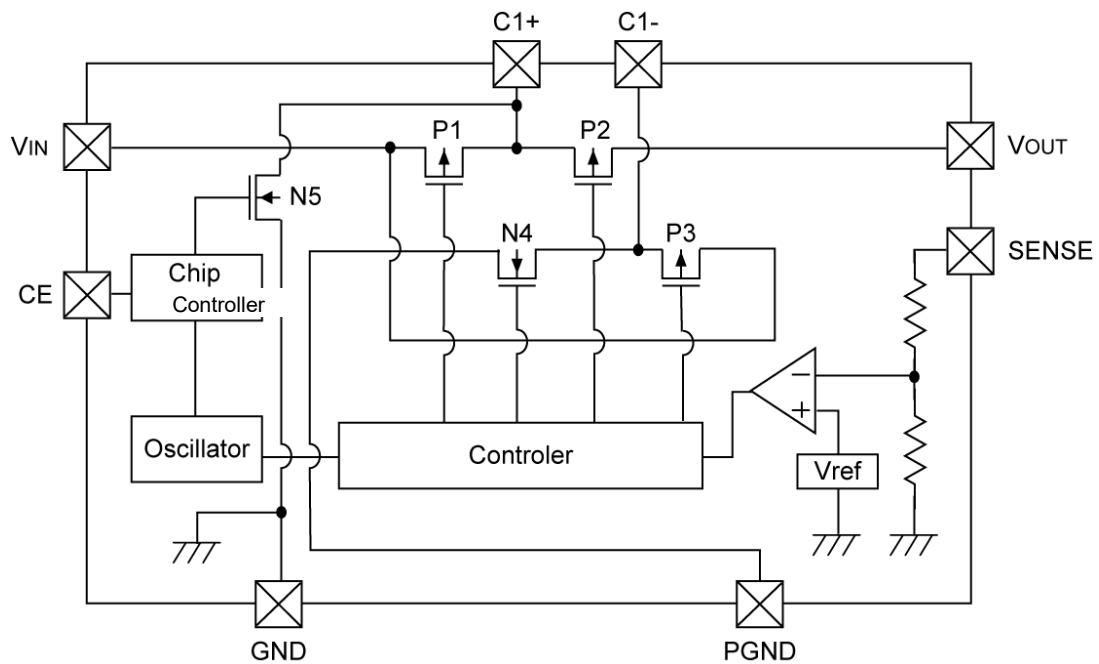 C1+
C1-
VIN
P1
P2
VOUT
N5
N4
P3
SENSE
CE
Chip
Controller
−
+
Oscillator
Controler
Vref
GND
PGND